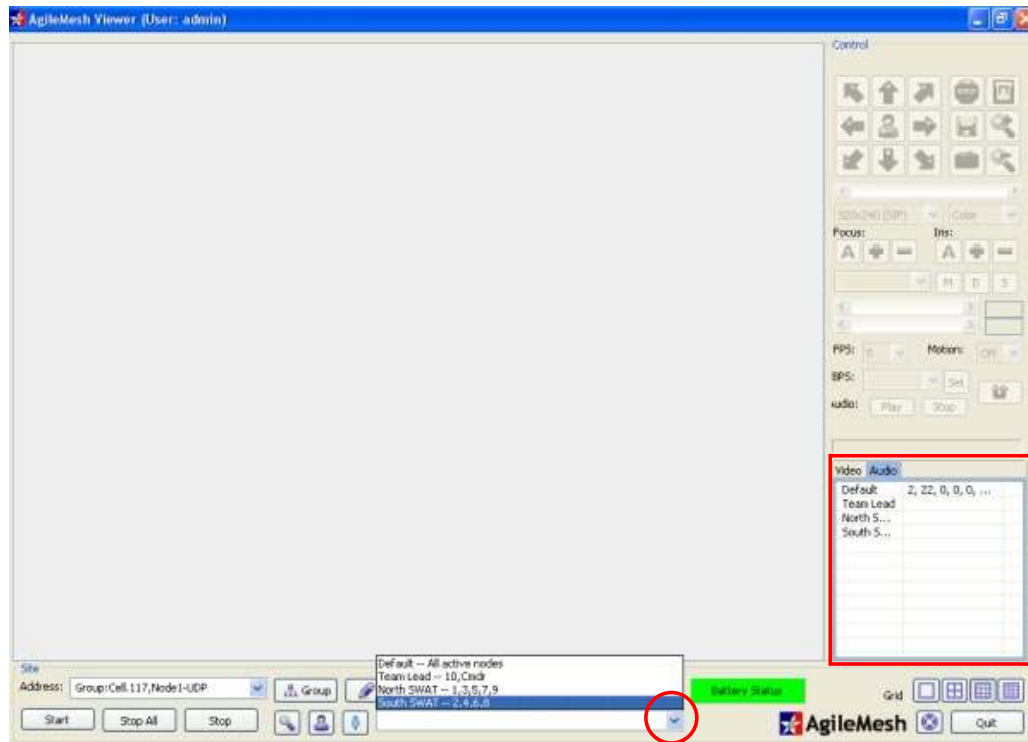 AgileMesh Viewer (User: admin)
Control
320x240 (SIF)
Color
Focus:
Iris:
A
A
M
D
S
PPS:
Motion:
Off
BPS:
Set
udio:
Play
Stop
Video
Audio
Default 2, 22, 0, 0, 0, ...
Team Lead
North S...
South S...
Site
Default -- All active nodes
Team Lead -- 10,Cmdr
North SWAT -- 1,3,5,7,9
South SWAT -- 2,4,6,8
Address:
Group:Cell.117,Node1-UDP
Group
Battery Status
Grid
Start
Stop All
Stop
AgileMesh
Quit